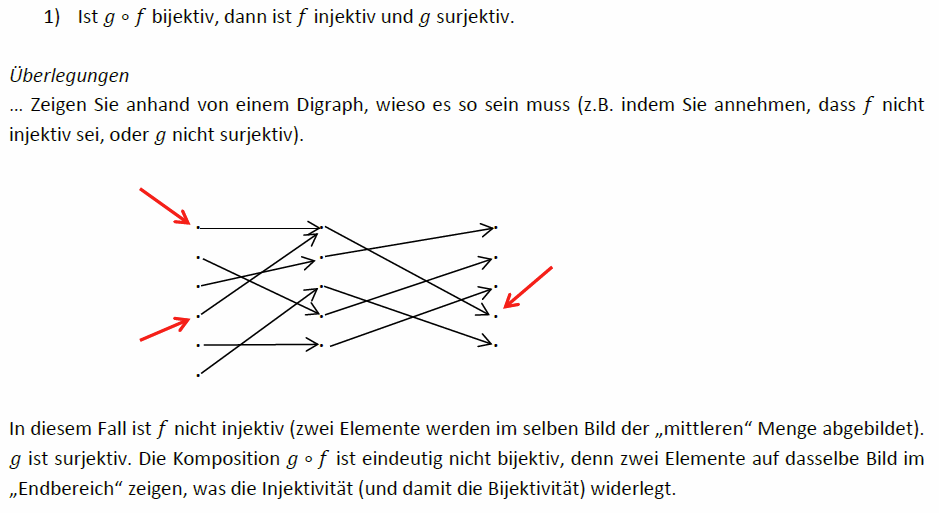 1) Ist g ∘ f bijektiv, dann ist f injektiv und g surjektiv.
Überlegungen
... Zeigen Sie anhand von einem Digraph, wieso es so sein muss (z.B. indem Sie annehmen, dass f nicht
injektiv sei, oder g nicht surjektiv).
In diesem Fall ist f nicht injektiv (zwei Elemente werden im selben Bild der „mittleren“ Menge abgebildet).
g ist surjektiv. Die Komposition g ∘ f ist eindeutig nicht bijektiv, denn zwei Elemente auf dasselbe Bild im
„Endbereich“ zeigen, was die Injektivität (und damit die Bijektivität) widerlegt.